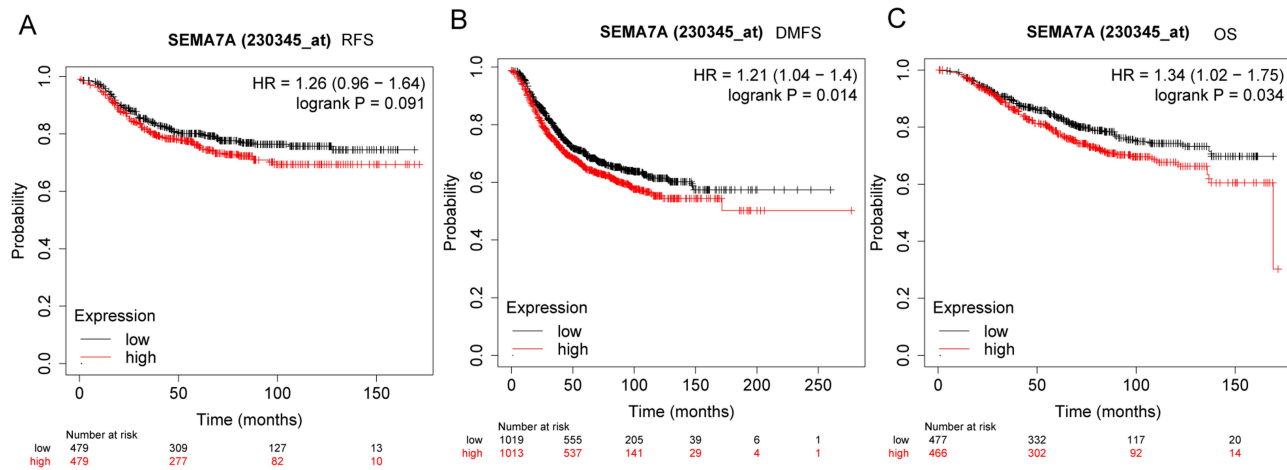 A
SEMA7A (230345_at) RFS
HR = 1.26 (0.96 − 1.64)
logrank P = 0.091
Probability
1.0
0.8
0.6
0.4
0.2
0.0
Expression
low
high
0 50 100 150
Time (months)
Number at risk
low 479 309 127 13
high 479 277 82 10
B
SEMA7A (230345_at) DMFS
HR = 1.21 (1.04 − 1.4)
logrank P = 0.014
Probability
1.0
0.8
0.6
0.4
0.2
0.0
Expression
low
high
0 50 100 150 200 250
Time (months)
Number at risk
low 1019 555 205 39 6 1
high 1013 537 141 29 4 1
C
SEMA7A (230345_at) OS
HR = 1.34 (1.02 − 1.75)
logrank P = 0.034
Probability
1.0
0.8
0.6
0.4
0.2
0.0
Expression
low
high
0 50 100 150
Time (months)
Number at risk
low 477 332 117 20
high 466 302 92 14